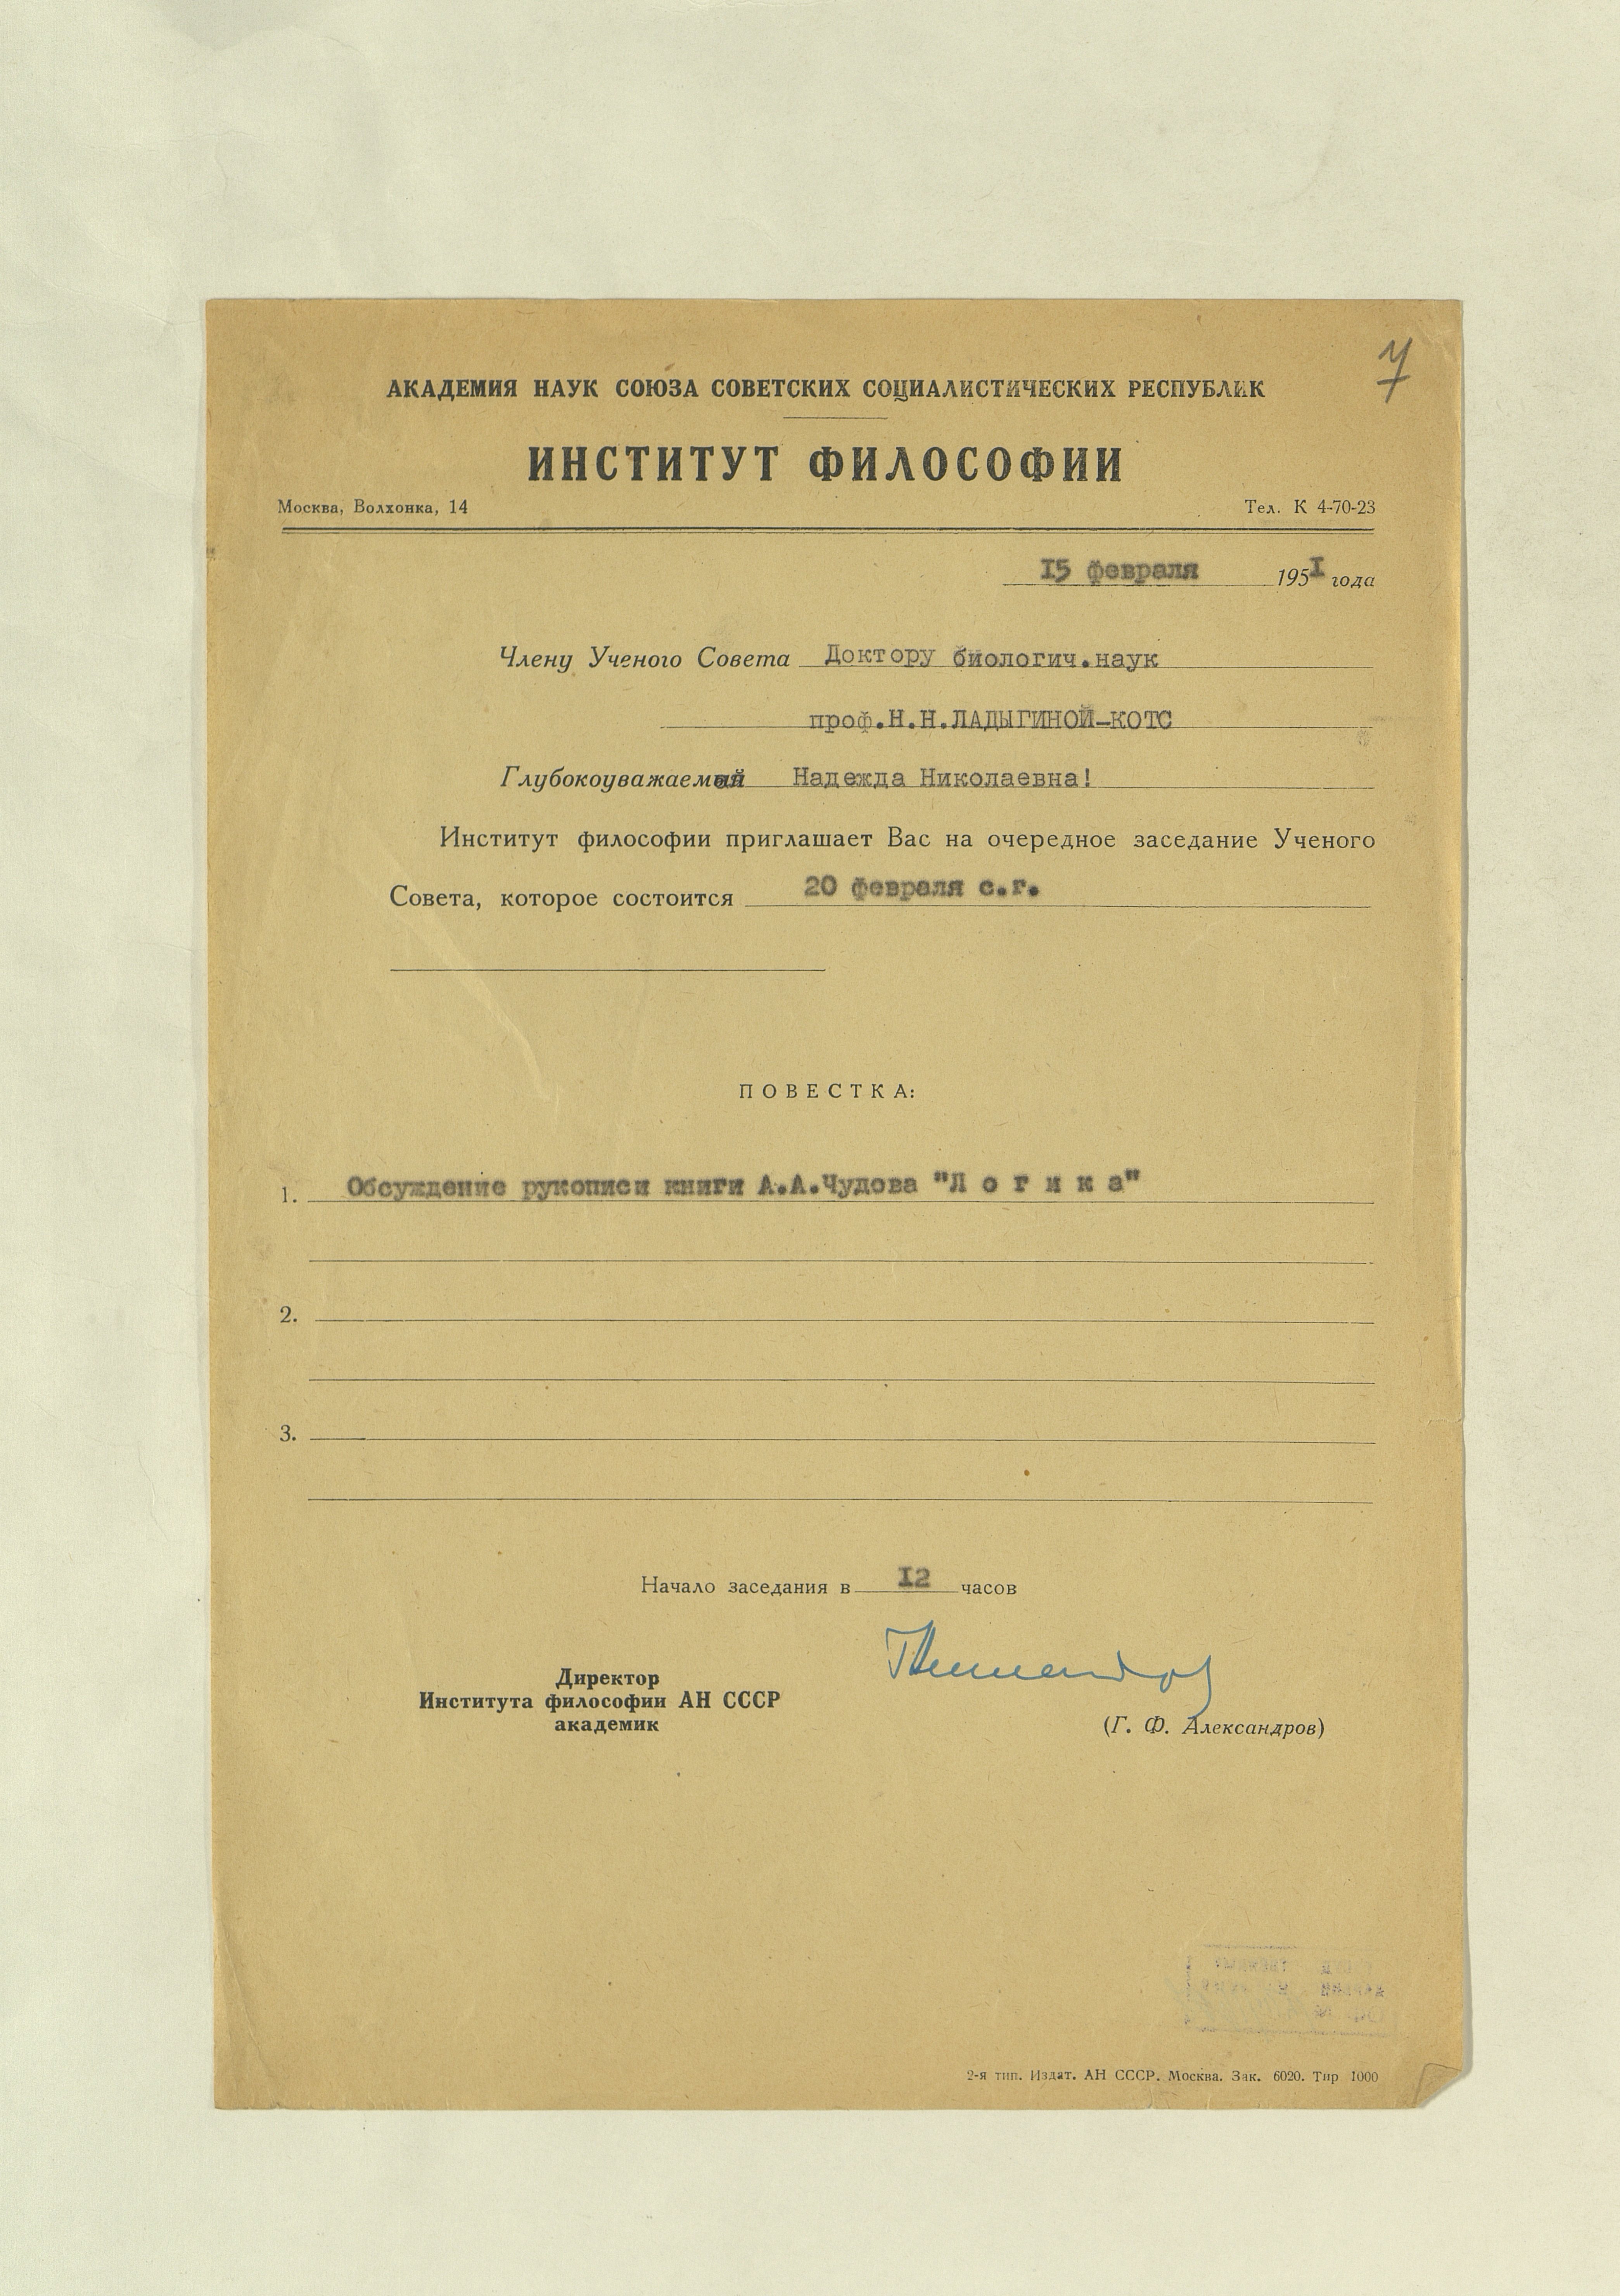 7
АКАДЕМИЯ НАУК СОЮЗА СОВЕТСКИХ СОЦИАЛИСТИЧЕСКИХ РЕСПУБЛИК
ИНСТИТУТ ФИЛОСОФИИ
Москва, Волхонка, 14 Тел. К 4-70-23
15 февраля 1951 года
Члену Ученого Совета Доктору биологич.наук
проф.Н.Н.ЛАДЫГИНОЙ-КОТС
Глубокоуважаемая Надежда Николаевна!
Институт философии приглашает Вас на очередное заседание Ученого
Совета, которое состоится 20 февраля с.г.
ПОВЕСТКА:
1. Обсуждение рукописи книги А.А.Чудова "Л о г и к а"
2.
3.
Начало заседания в 12 часов
Директор
Института философии АН СССР
академик
(Г. Ф. Александров)
2-я тип. Издат. АН СССР. Москва. Зак. 6020. Тир 1000